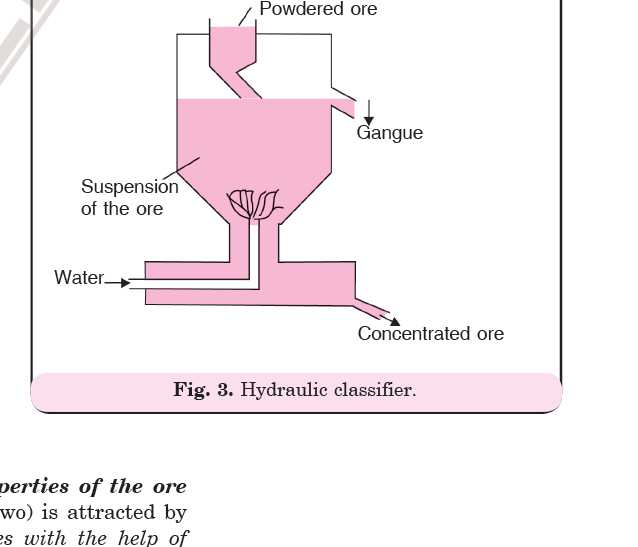 Powdered ore
Gangue
Suspension
of the ore
Water
Concentrated ore
Fig. 3. Hydraulic classifier.
perties of the ore
wo) is attracted by
es with the help of